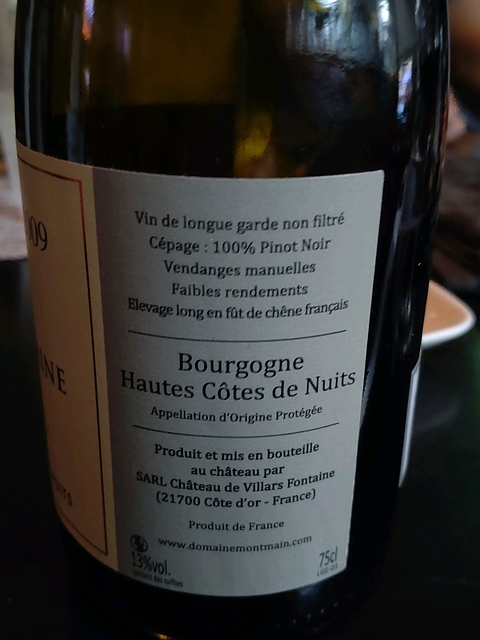 09
INE
Vin de longue garde non filtré
Cépage : 100% Pinot Noir
Vendanges manuelles
Faibles rendements
Elevage long en fût de chêne français
Bourgogne
Hautes Côtes de Nuits
Appellation d'Origine Protégée
Produit et mis en bouteille
au château par
SARL Château de Villars Fontaine
(21700 Côte d'or - France)
Produit de France
www.domainemontmain.com
13%vol.
75cl